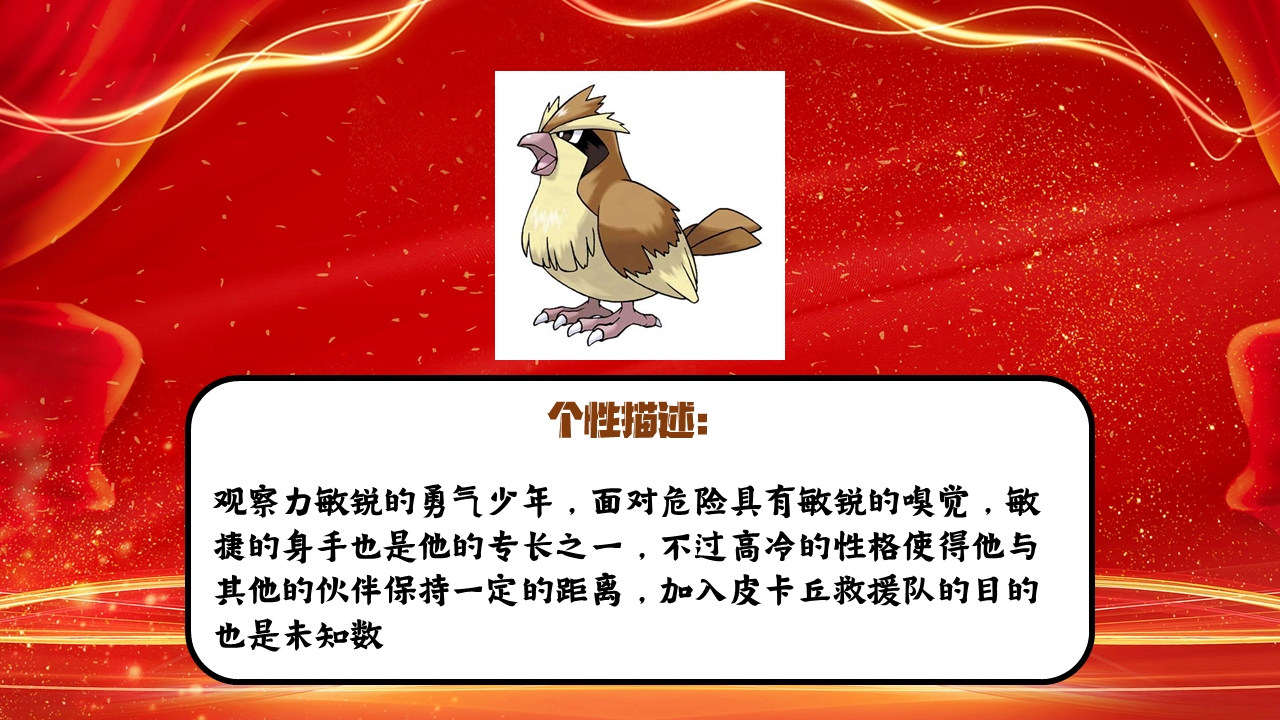 个性描述:
观察力敏锐的勇气少年，面对危险具有敏锐的嗅觉，敏
捷的身手也是他的专长之一，不过高冷的性格使得他与
其他的伙伴保持一定的距离，加入皮卡丘救援队的目的
也是未知数